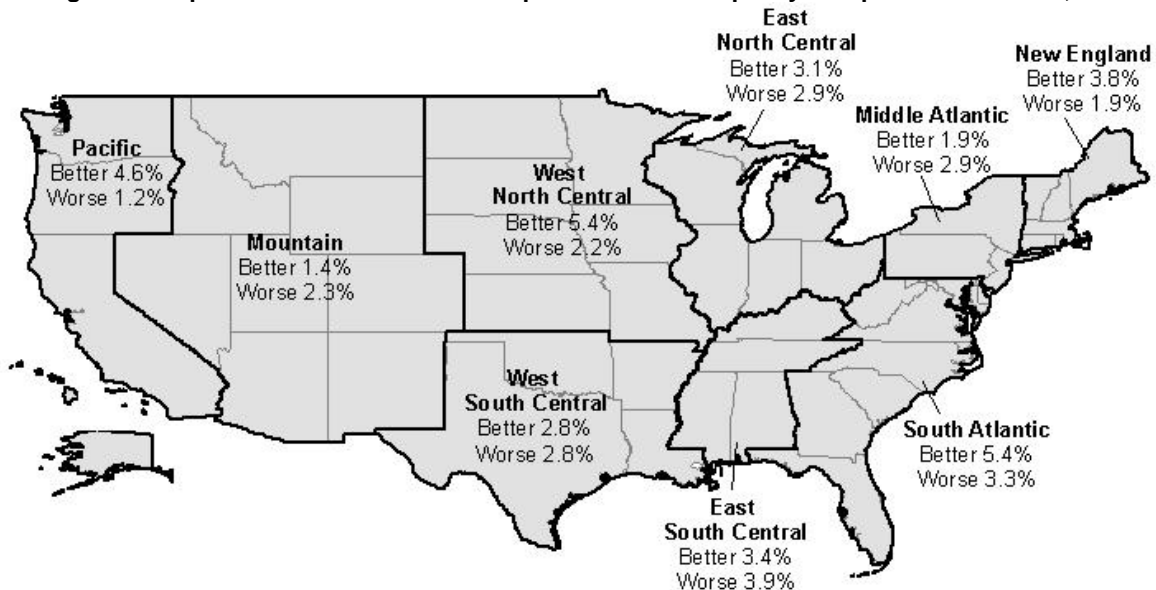 East
North Central
Better 3.1%
Worse 2.9%
New England
Better 3.8%
Worse 1.9%
Middle Atlantic
Better 1.9%
Worse 2.9%
Pacific
Better 4.6%
Worse 1.2%
West
North Central
Better 5.4%
Worse 2.2%
Mountain
Better 1.4%
Worse 2.3%
West
South Central
Better 2.8%
Worse 2.8%
South Atlantic
Better 5.4%
Worse 3.3%
East
South Central
Better 3.4%
Worse 3.9%